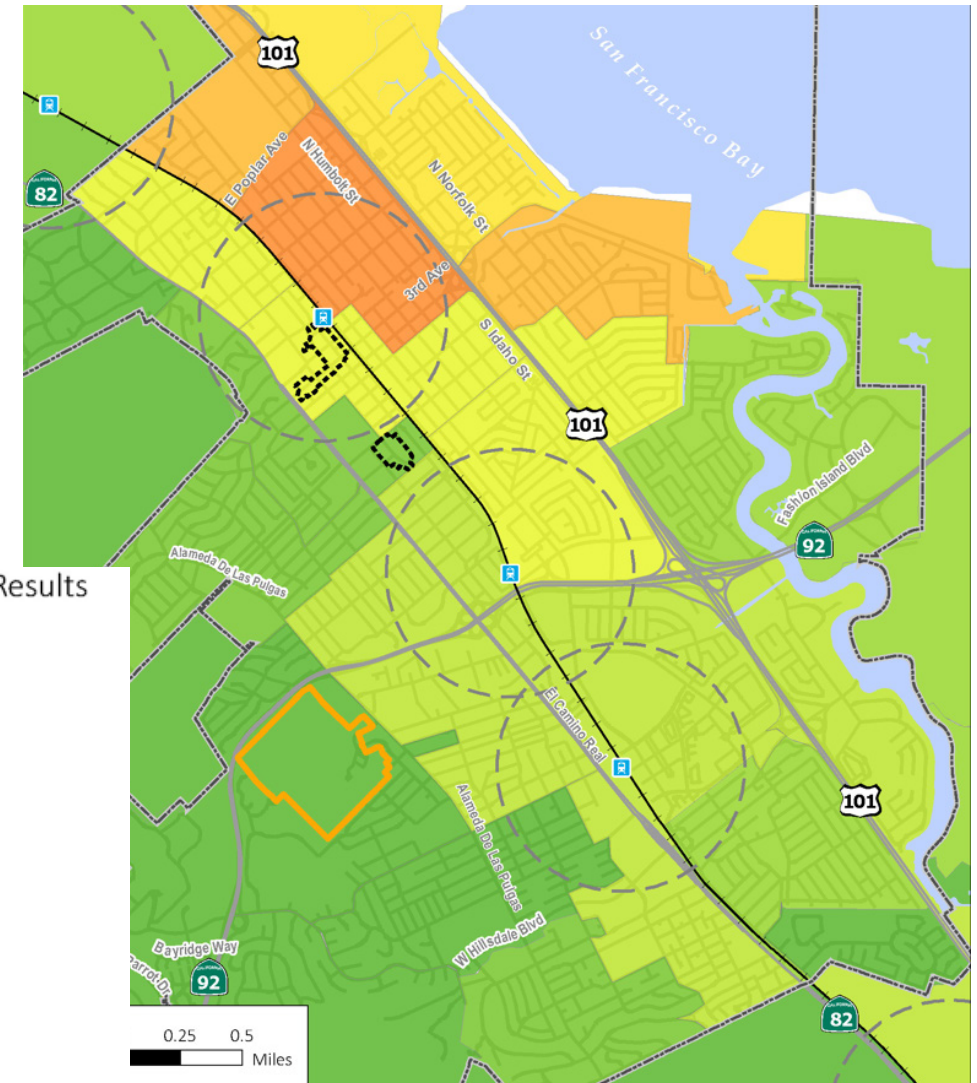 101
San Francisco Bay
E Poplar Ave
N Humbolt St
82
N Norfolk St
3rd Ave
S Idaho St
101
Fashion Island Blvd
92
Alameda De Las Pulgas
Results
El Camino Real
101
Alameda De Las Pulgas
W Hillsdale Blvd
Bayridge Way
Parrot Dr
92
82
0.25 0.5
Miles